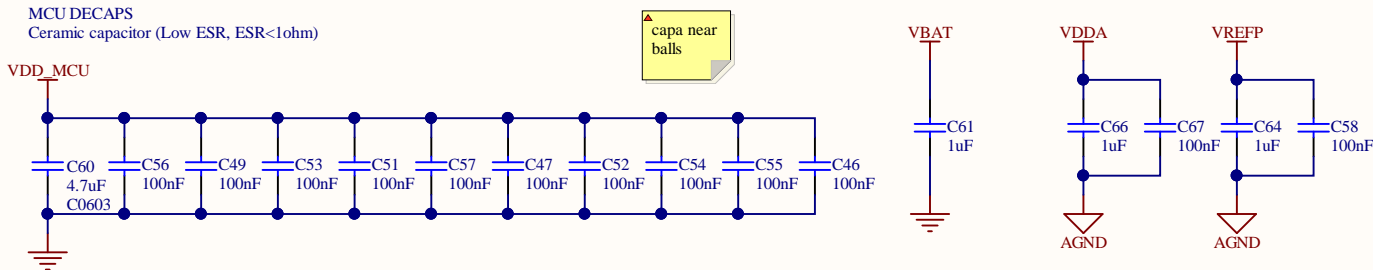 MCU DECAPS
Ceramic capacitor (Low ESR, ESR<1ohm)
capa near
balls
VDD_MCU
VBAT
VDDA
VREFP
C60
4.7uF
C0603
C56
100nF
C49
100nF
C53
100nF
C51
100nF
C57
100nF
C47
100nF
C52
100nF
C54
100nF
C55
100nF
C46
100nF
C61
1uF
C66
1uF
C67
100nF
C64
1uF
C58
100nF
AGND
AGND